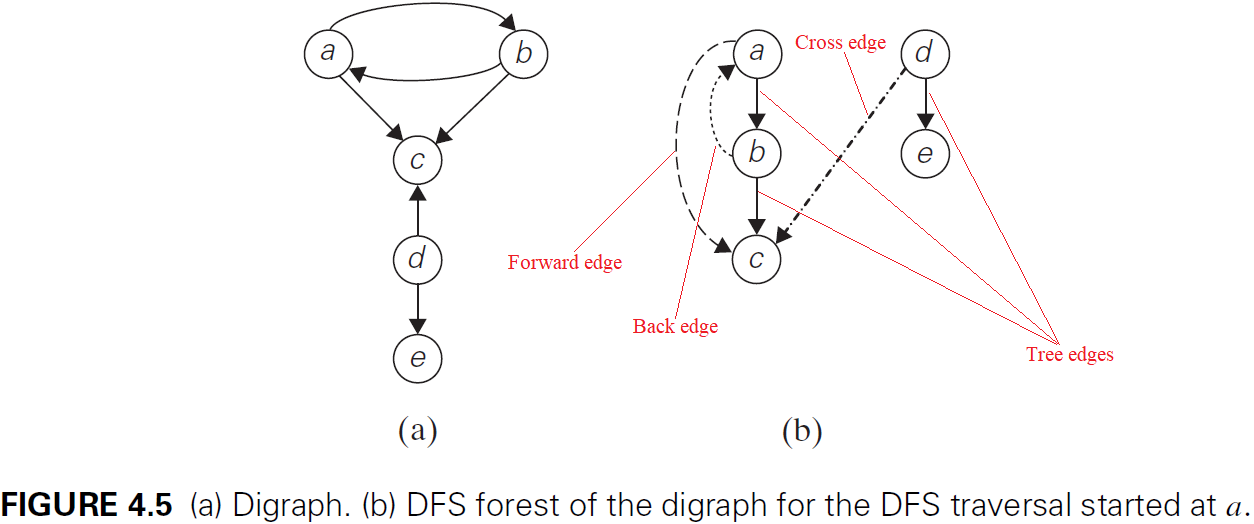 a
b
c
d
e
(a)
a
d
Cross edge
b
e
c
Forward edge
Back edge
Tree edges
(b)
FIGURE 4.5 (a) Digraph. (b) DFS forest of the digraph for the DFS traversal started at a.